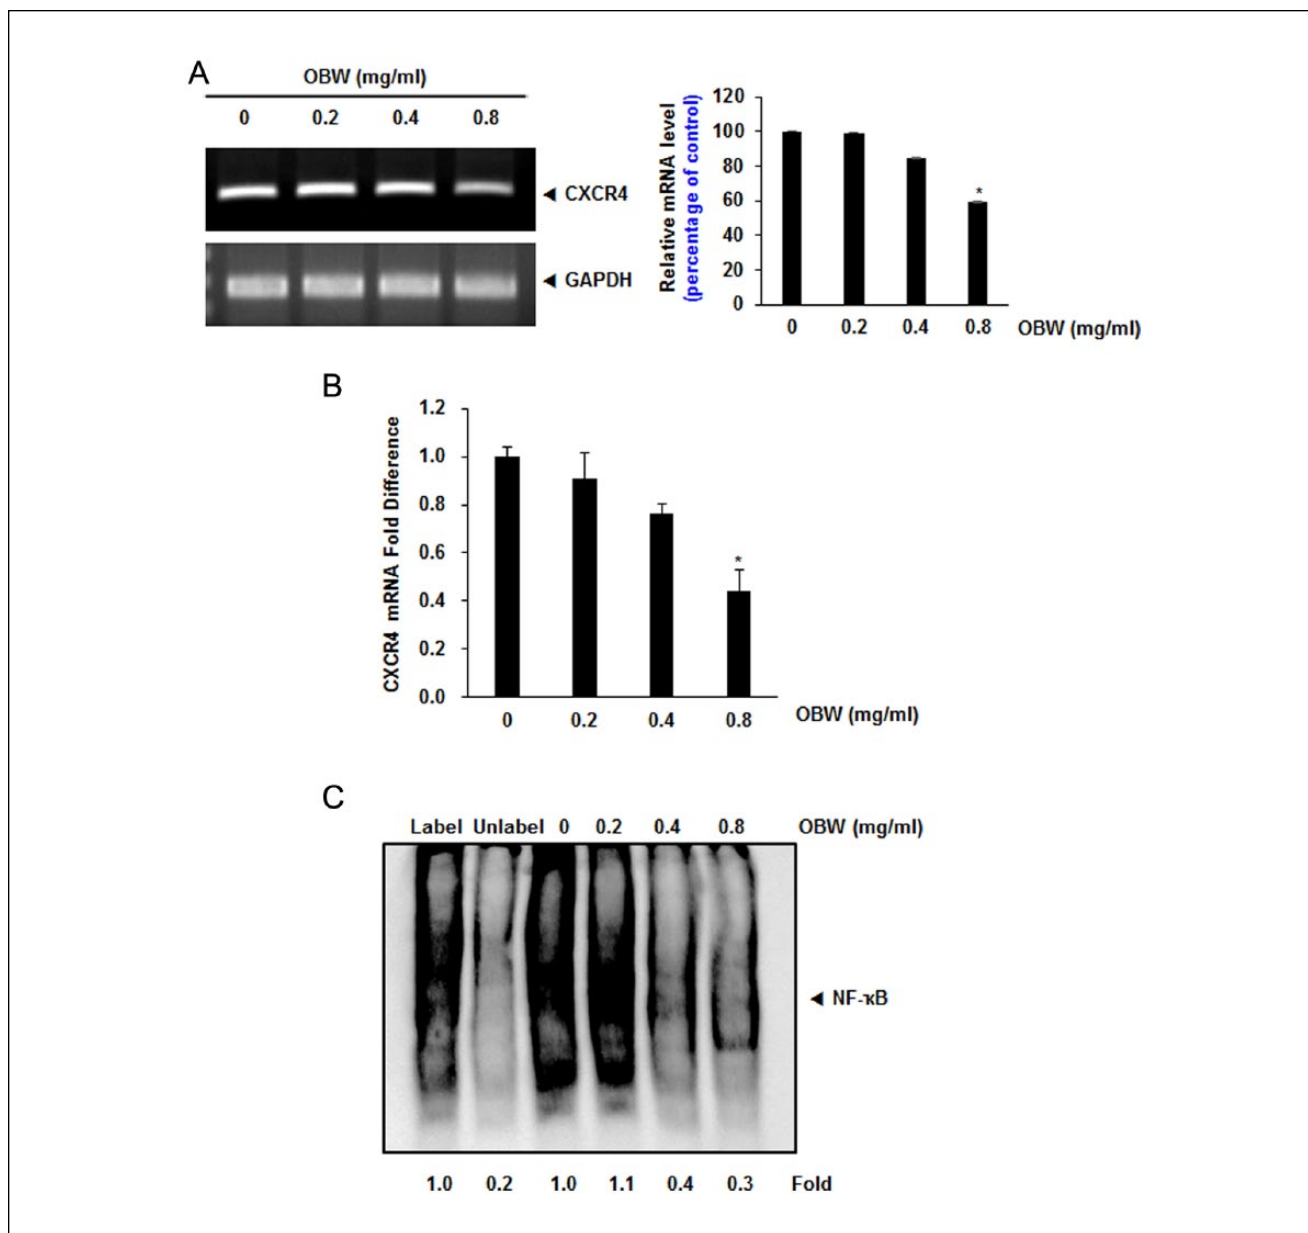 A
OBW (mg/ml)
0 0.2 0.4 0.8
CXCR4
GAPDH
Relative mRNA level
(percentage of control)
120
100
80
60
40
20
0
*
0 0.2 0.4 0.8 OBW (mg/ml)
B
CXCR4 mRNA Fold Difference
1.2
1.0
0.8
0.6
0.4
0.2
0.0
*
0 0.2 0.4 0.8 OBW (mg/ml)
C
Label Unlabel 0 0.2 0.4 0.8 OBW (mg/ml)
NF-κB
1.0 0.2 1.0 1.1 0.4 0.3 Fold